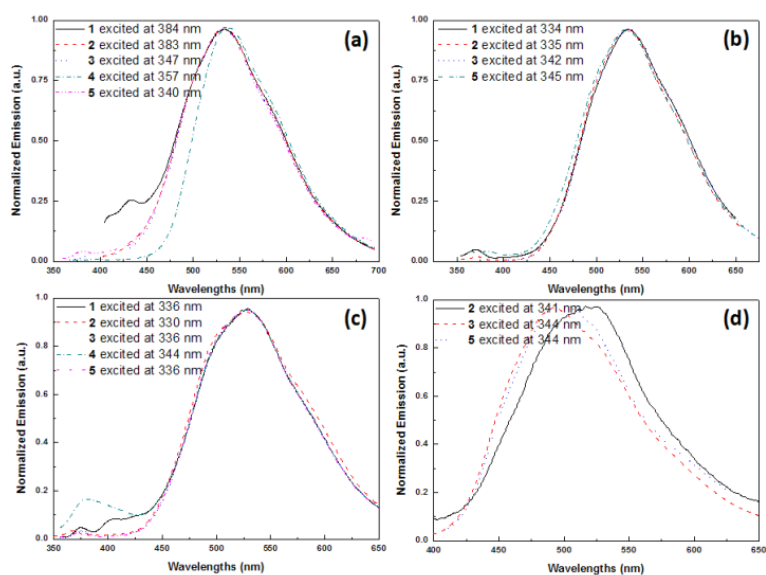 1.00
0.75
0.50
0.25
0.00
Normalized Emission (a.u.)
1 excited at 384 nm
2 excited at 383 nm
3 excited at 347 nm
4 excited at 357 nm
5 excited at 340 nm
(a)
350 400 450 500 550 600 650 700
Wavelengths (nm)
1.00
0.75
0.50
0.25
0.00
Normalized Emission (a.u.)
1 excited at 334 nm
2 excited at 335 nm
3 excited at 342 nm
5 excited at 345 nm
(b)
300 350 400 450 500 550 600 650
Wavelengths (nm)
1.0
0.8
0.6
0.4
0.2
0.0
Normalized Emission (a.u.)
1 excited at 336 nm
2 excited at 330 nm
3 excited at 336 nm
4 excited at 344 nm
5 excited at 336 nm
(c)
350 400 450 500 550 600 650
Wavelengths (nm)
1.0
0.8
0.6
0.4
0.2
0.0
Normalized Emission (a.u.)
2 excited at 341 nm
3 excited at 344 nm
5 excited at 344 nm
(d)
400 450 500 550 600 650
Wavelengths (nm)